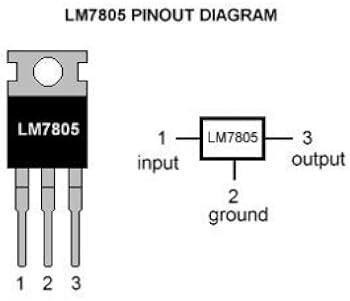 LM7805 PINOUT DIAGRAM
LM7805
1 2 3
1 LM7805 3
input output
2
ground